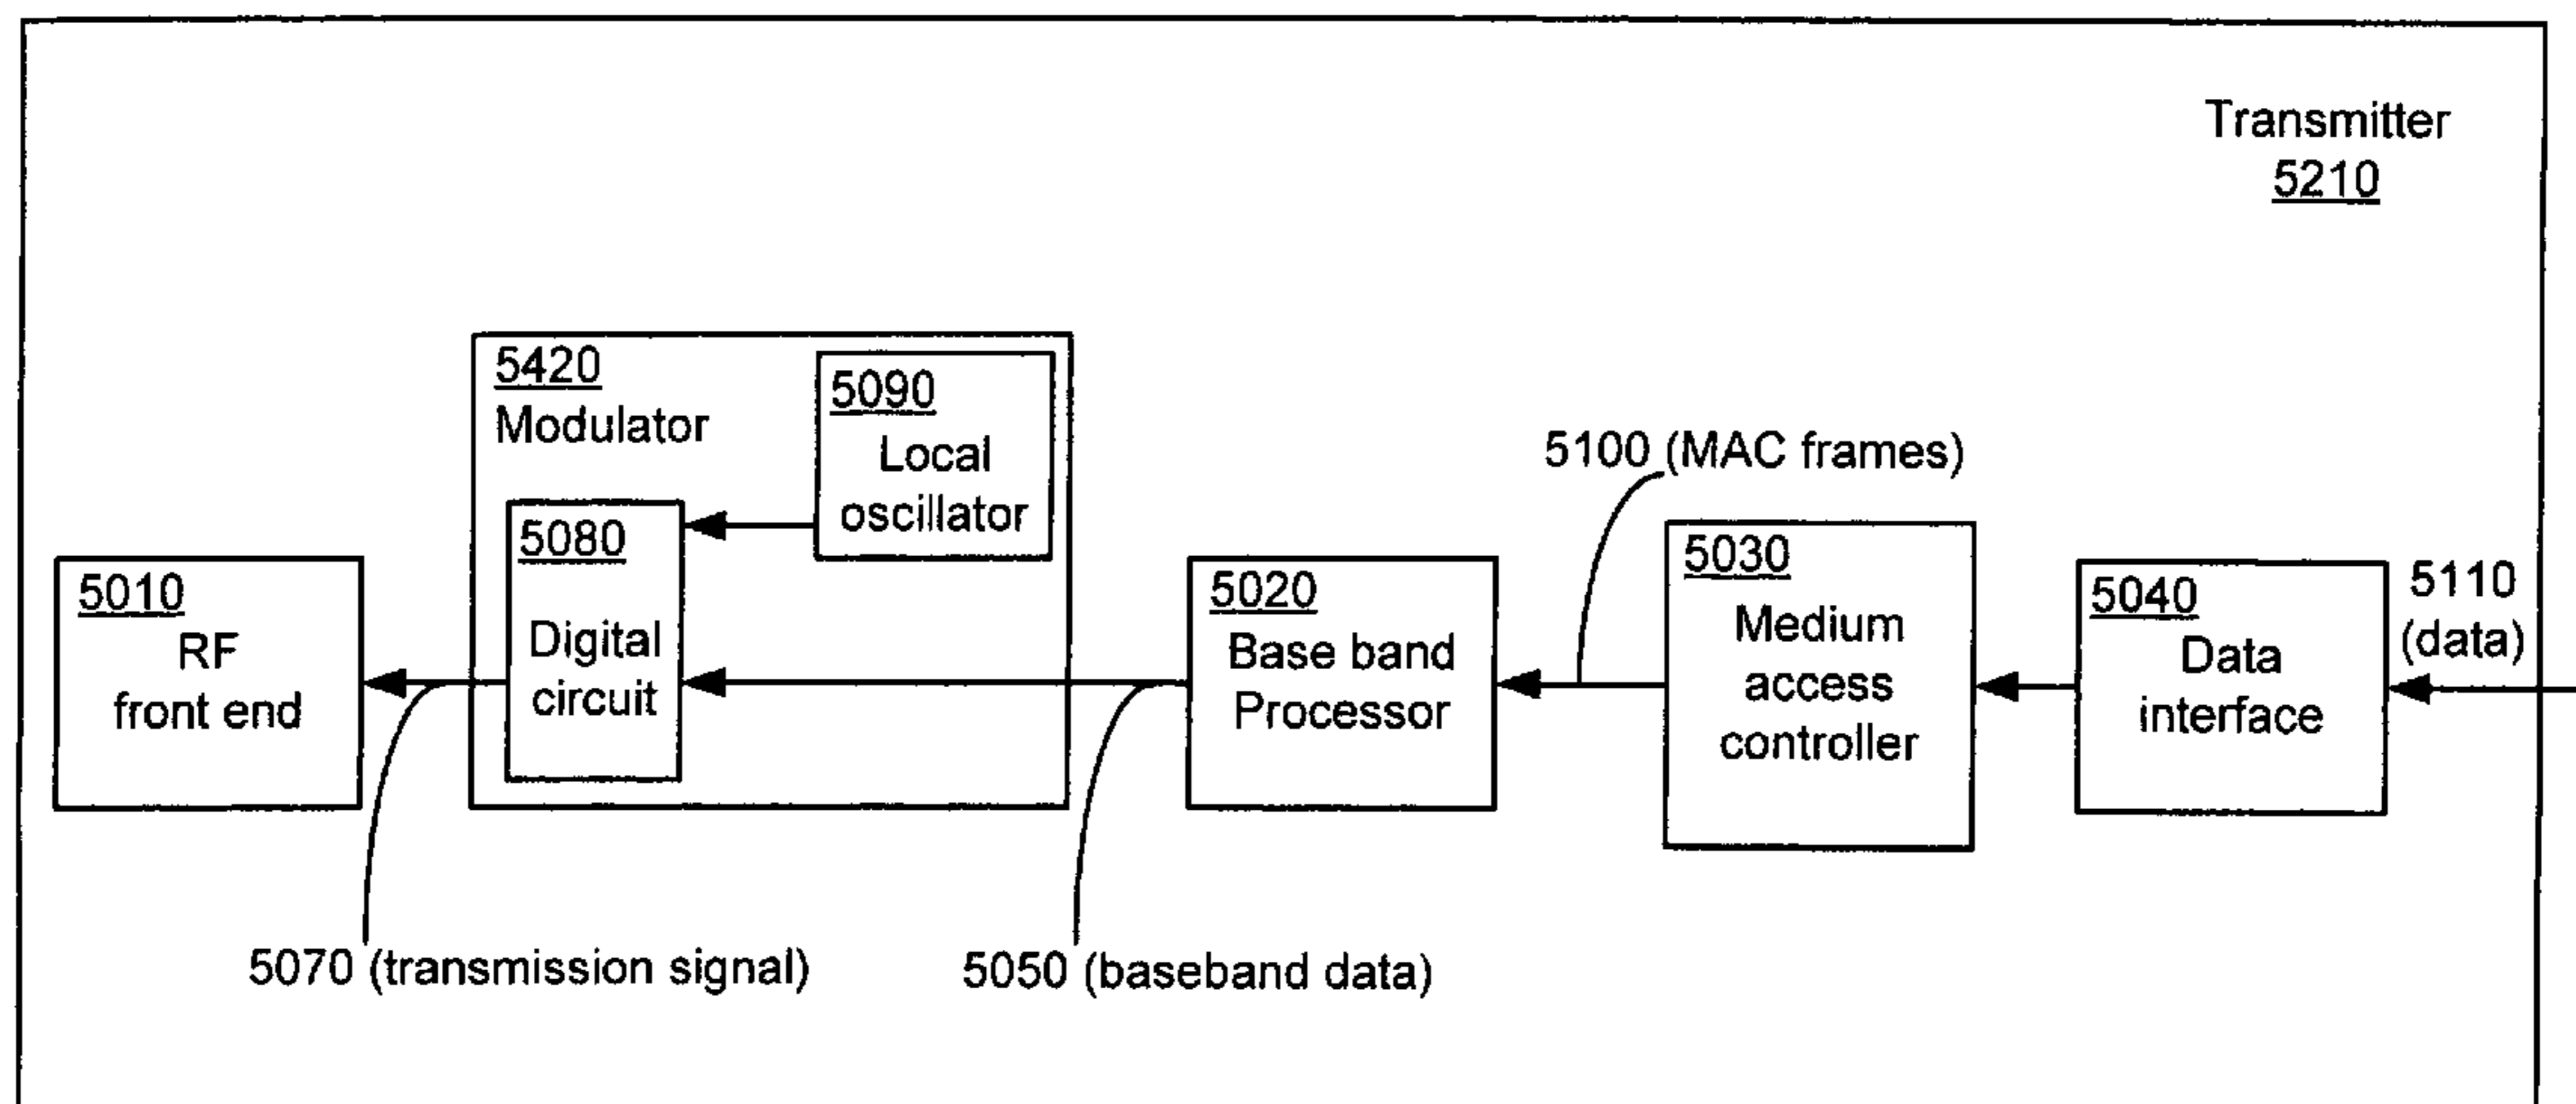 Transmitter
5210
5420
Modulator
5090
Local
oscillator
5080
Digital
circuit
5010
RF
front end
5100 (MAC frames)
5020
Base band
Processor
5030
Medium
access
controller
5040
Data
interface
5110
(data)
5070 (transmission signal)
5050 (baseband data)